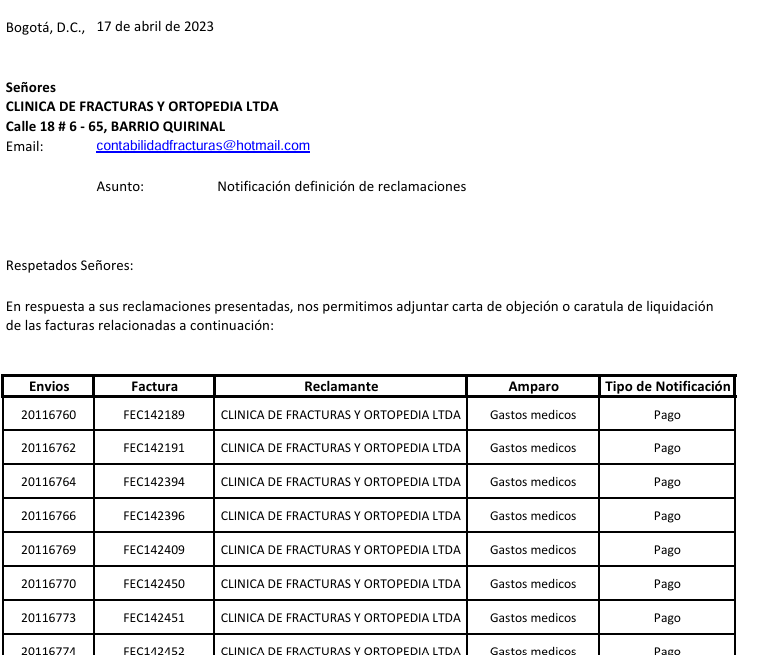 Bogotá, D.C., 17 de abril de 2023
Señores
CLINICA DE FRACTURAS Y ORTOPEDIA LTDA
Calle 18 # 6 - 65, BARRIO QUIRINAL
Email: contabilidadfracturas@hotmail.com
Asunto: Notificación definición de reclamaciones
Respetados Señores:
En respuesta a sus reclamaciones presentadas, nos permitimos adjuntar carta de objeción o caratula de liquidación
de las facturas relacionadas a continuación:
Envios Factura Reclamante Amparo Tipo de Notificación
20116760 FEC142189 CLINICA DE FRACTURAS Y ORTOPEDIA LTDA Gastos medicos Pago
20116762 FEC142191 CLINICA DE FRACTURAS Y ORTOPEDIA LTDA Gastos medicos Pago
20116764 FEC142394 CLINICA DE FRACTURAS Y ORTOPEDIA LTDA Gastos medicos Pago
20116766 FEC142396 CLINICA DE FRACTURAS Y ORTOPEDIA LTDA Gastos medicos Pago
20116769 FEC142409 CLINICA DE FRACTURAS Y ORTOPEDIA LTDA Gastos medicos Pago
20116770 FEC142450 CLINICA DE FRACTURAS Y ORTOPEDIA LTDA Gastos medicos Pago
20116773 FEC142451 CLINICA DE FRACTURAS Y ORTOPEDIA LTDA Gastos medicos Pago
20116774 FEC142452 CLINICA DE FRACTURAS Y ORTOPEDIA LTDA Gastos medicos Pago